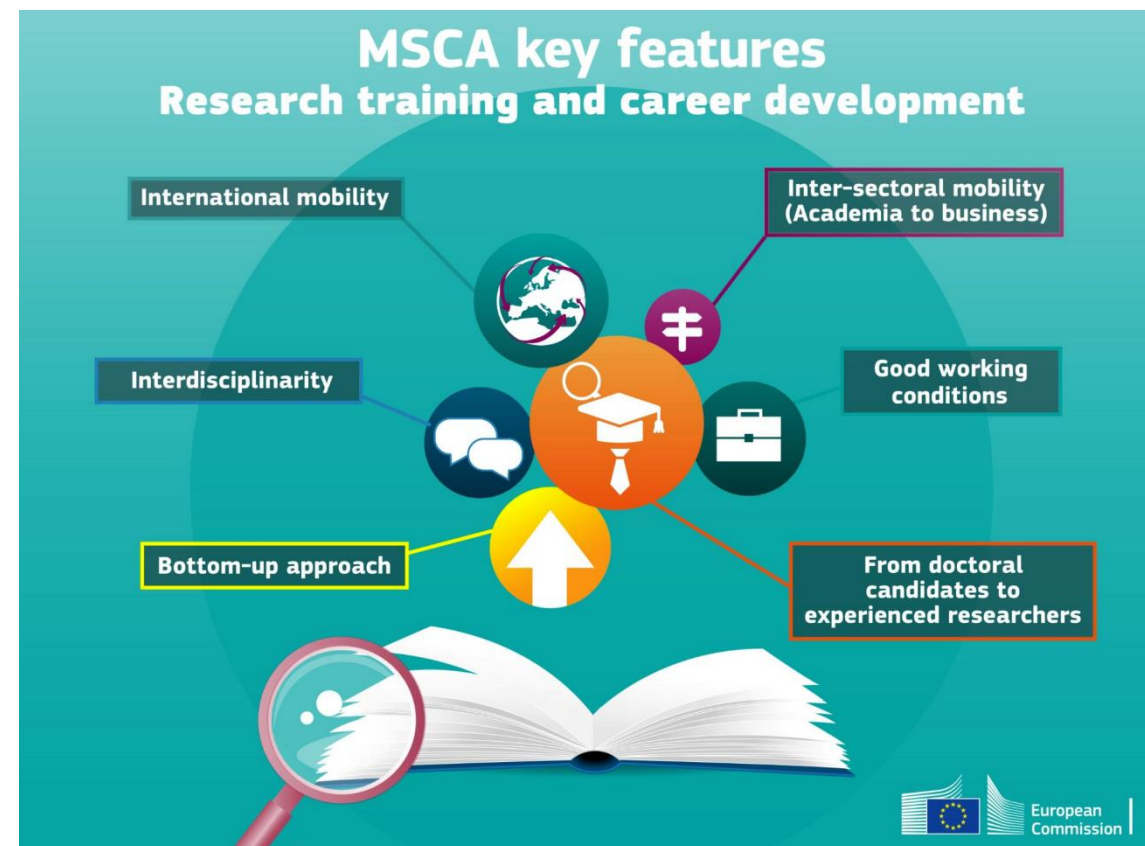 MSCA key features
Research training and career development
International mobility
Inter-sectoral mobility
(Academia to business)
Interdisciplinarity
Good working
conditions
Bottom-up approach
From doctoral
candidates to
experienced researchers
European
Commission